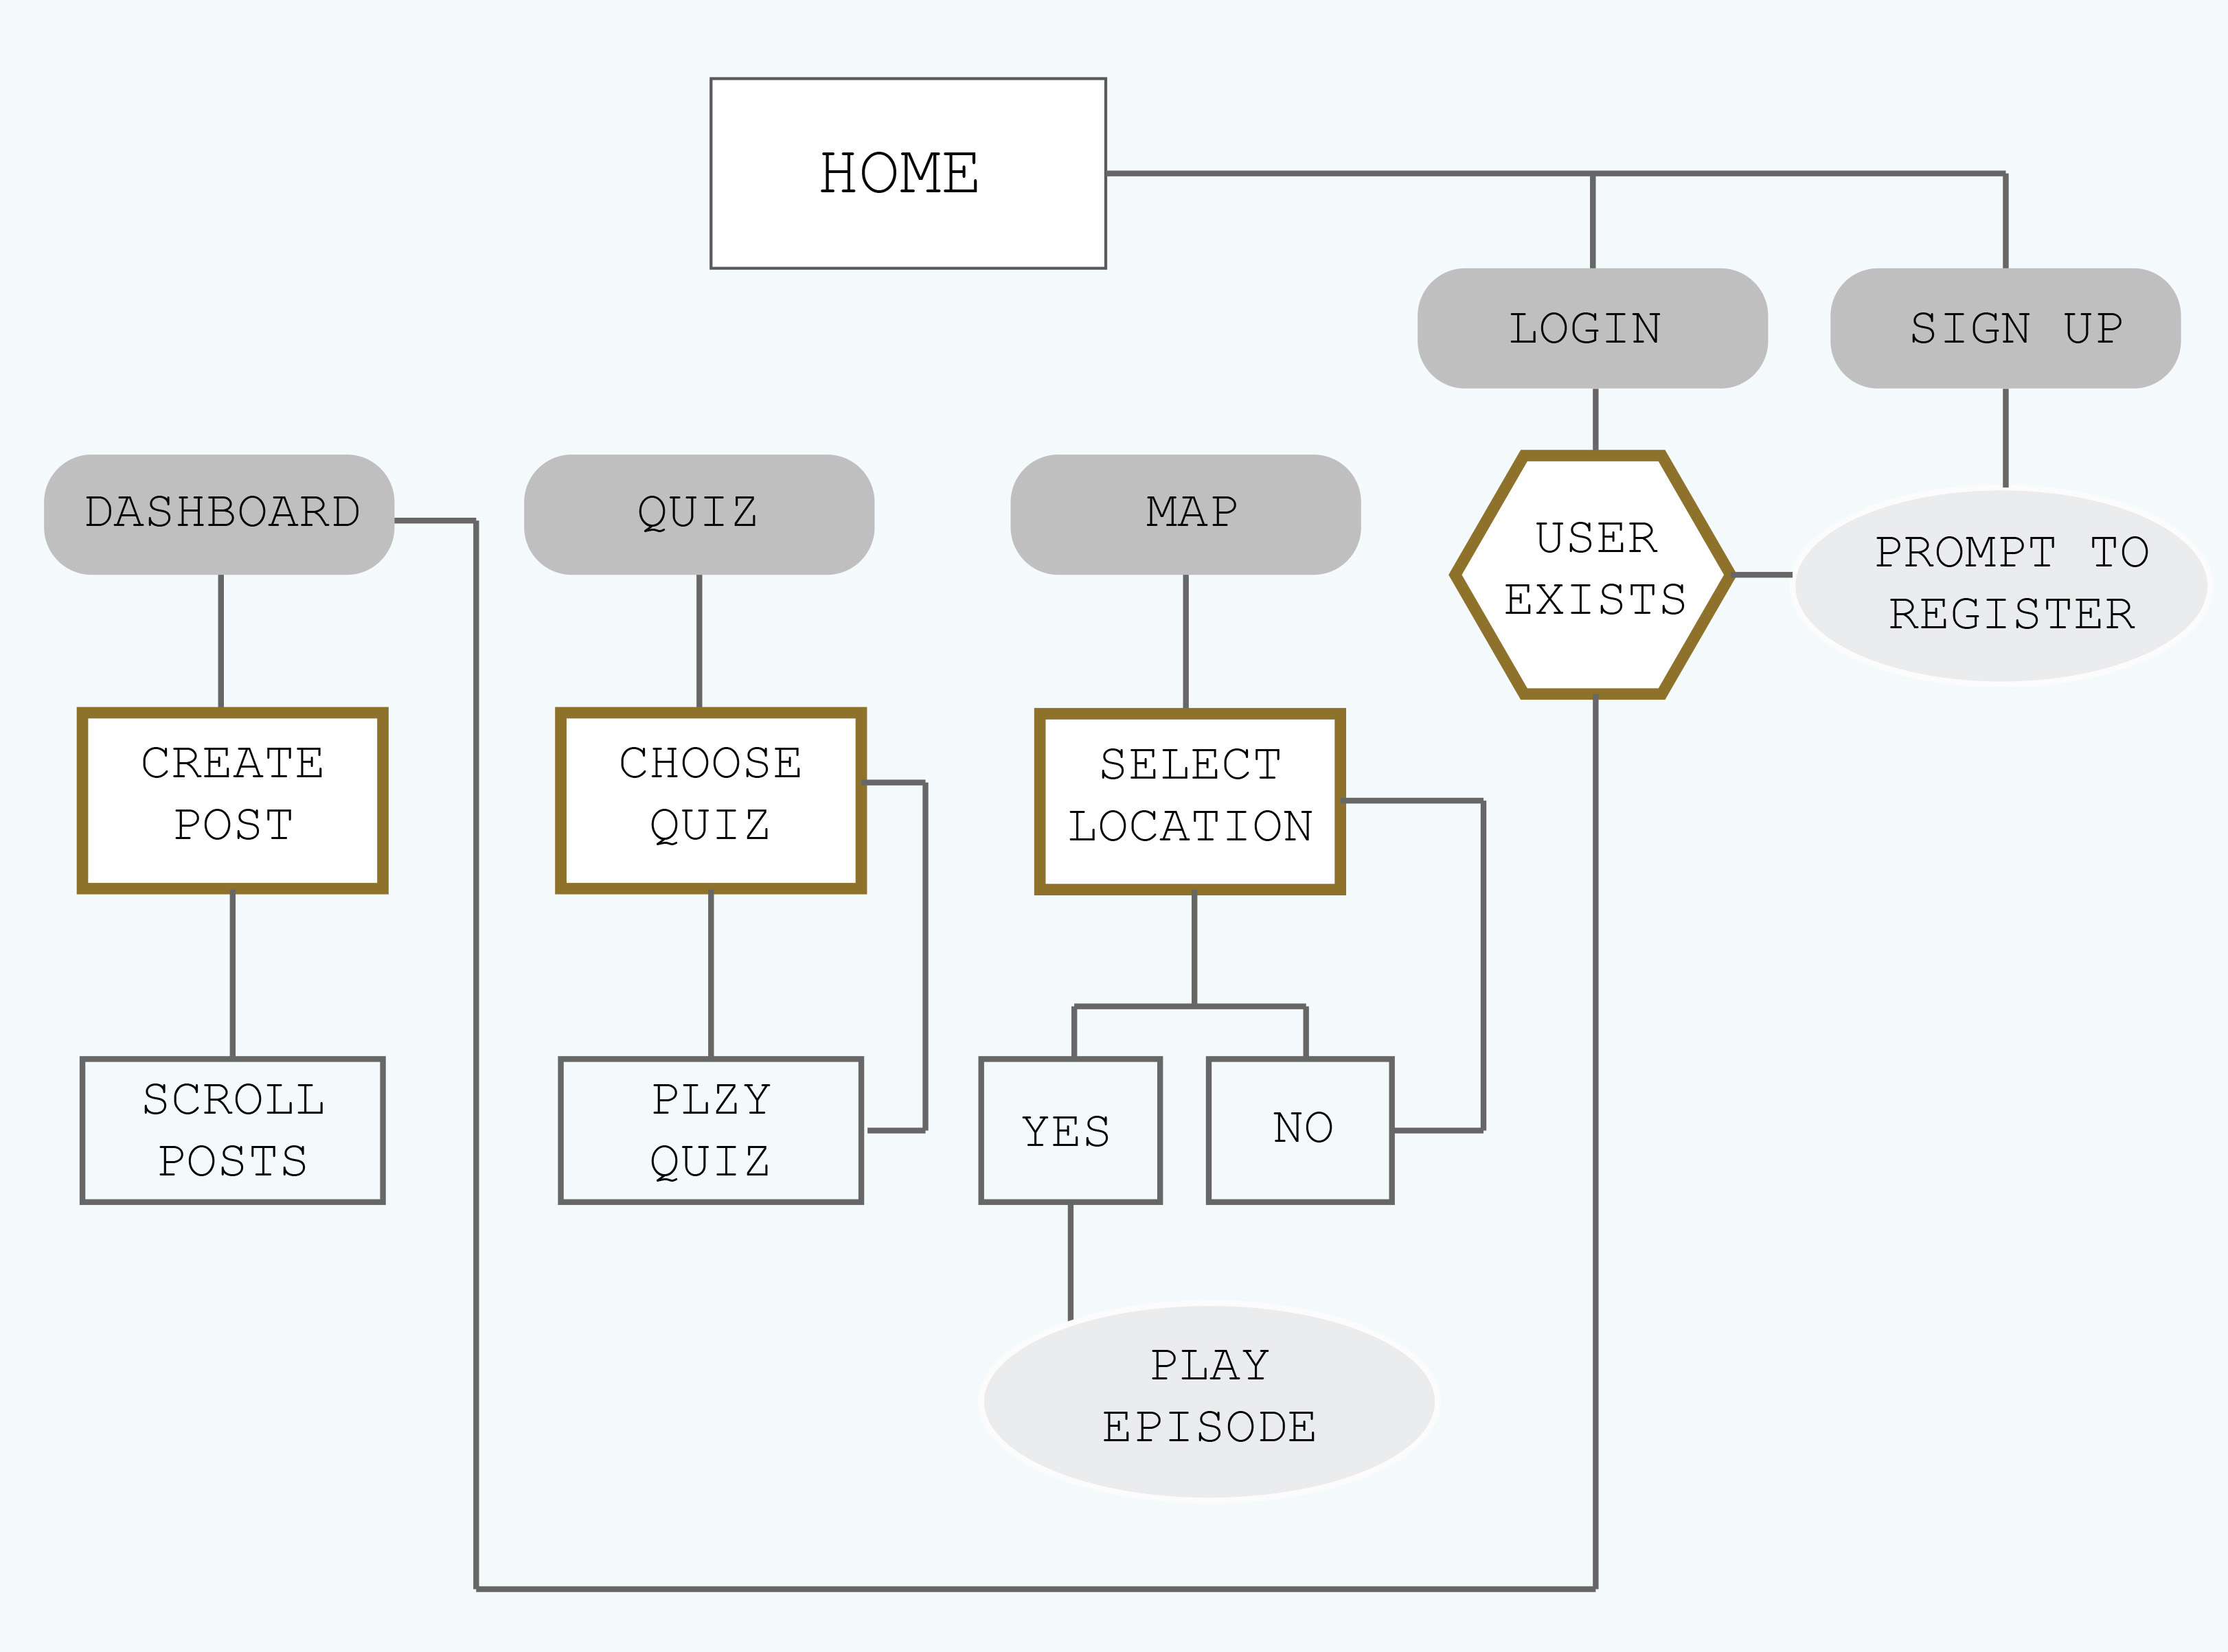 HOME
LOGIN
SIGN UP
DASHBOARD
QUIZ
MAP
USER
EXISTS
PROMPT TO
REGISTER
CREATE
POST
CHOOSE
QUIZ
SELECT
LOCATION
SCROLL
POSTS
PLZY
QUIZ
YES
NO
PLAY
EPISODE